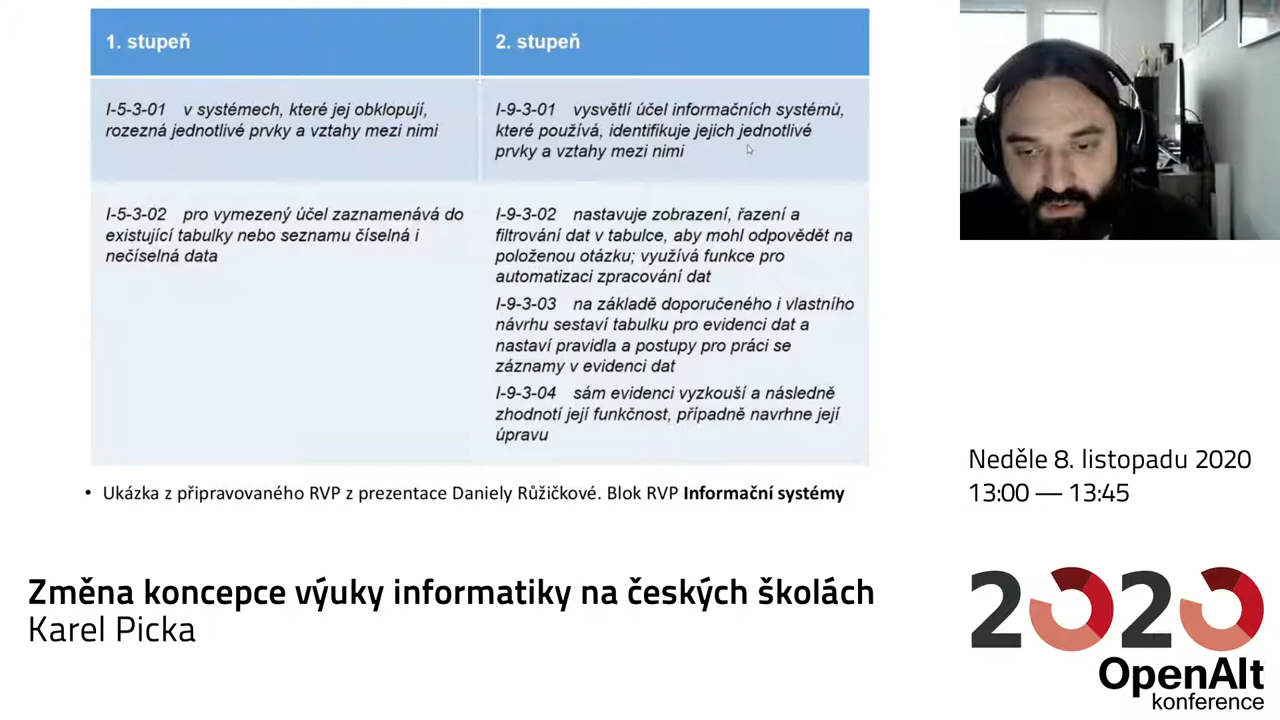 1. stupeň
2. stupeň
I-5-3-01 v systémech, které jej obklopují,
rozezná jednotlivé prvky a vztahy mezi nimi
I-9-3-01 vysvětlí účel informačních systémů,
které používá, identifikuje jejich jednotlivé
prvky a vztahy mezi nimi
I-5-3-02 pro vymezený účel zaznamenává do
existující tabulky nebo seznamu číselná i
nečíselná data
I-9-3-02 nastavuje zobrazení, řazení a
filtrování dat v tabulce, aby mohl odpovědět na
položenou otázku; využívá funkce pro
automatizaci zpracování dat
I-9-3-03 na základě doporučeného i vlastního
návrhu sestaví tabulku pro evidenci dat a
nastaví pravidla a postupy pro práci se
záznamy v evidenci dat
I-9-3-04 sám evidenci vyzkouší a následně
zhodnotí její funkčnost, případně navrhne její
úpravu
• Ukázka z připravovaného RVP z prezentace Daniely Růžičkové. Blok RVP Informační systémy
Neděle 8. listopadu 2020
13:00 — 13:45
Změna koncepce výuky informatiky na českých školách
Karel Picka
2020
OpenAlt
konference